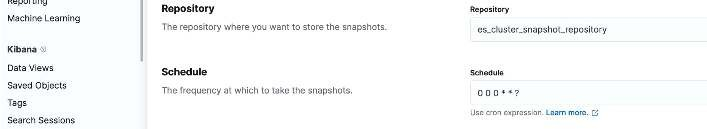 Reporting
Machine Learning
Kibana
Data Views
Saved Objects
Tags
Search Sessions
Repository
The repository where you want to store the snapshots.
Repository
es_cluster_snapshot_repository
Schedule
The frequency at which to take the snapshots.
Schedule
0 0 0 * * ?
Use cron expression. Learn more.